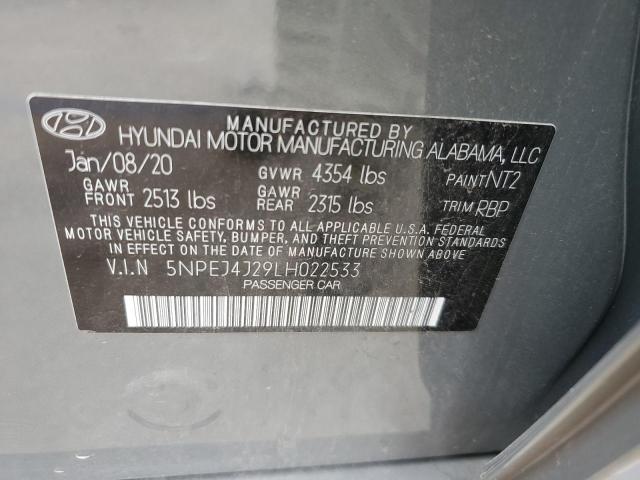 MANUFACTURED BY
HYUNDAI MOTOR MANUFACTURING ALABAMA, LLC
Jan/08/20 GVWR 4354 lbs PAINT NT2
GAWR FRONT 2513 lbs GAWR REAR 2315 lbs TRIM RBP
THIS VEHICLE CONFORMS TO ALL APPLICABLE U.S.A. FEDERAL
MOTOR VEHICLE SAFETY, BUMPER, AND THEFT PREVENTION STANDARDS
IN EFFECT ON THE DATE OF MANUFACTURE SHOWN ABOVE.
V.I.N 5NPEJ4J29LH022533
PASSENGER CAR